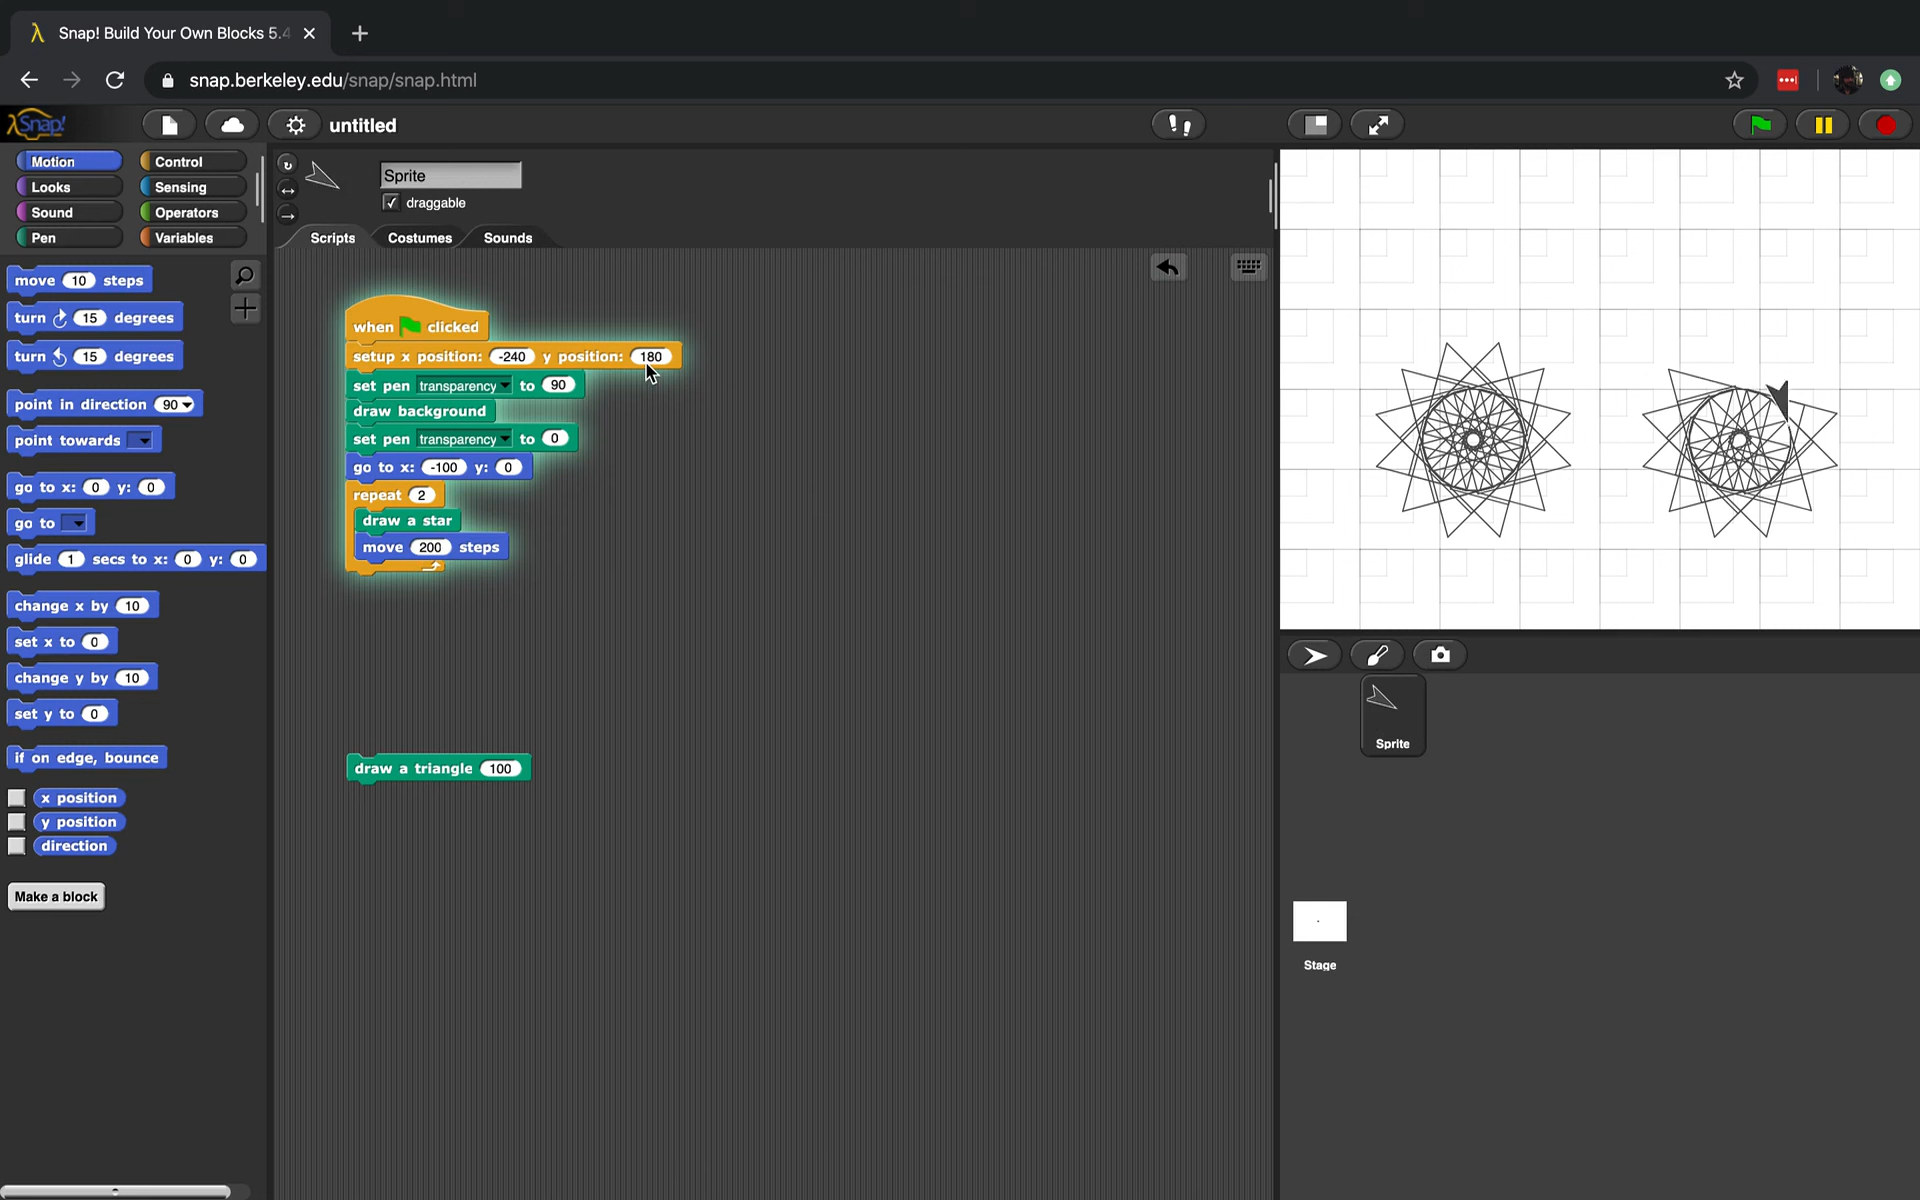 Snap! Build Your Own Blocks 5.4
snap.berkeley.edu/snap/snap.html
Snap!
untitled
Motion
Control
Looks
Sensing
Sound
Operators
Pen
Variables
Sprite
draggable
Scripts
Costumes
Sounds
move 10 steps
turn 15 degrees
turn 15 degrees
point in direction 90
point towards
go to x: 0 y: 0
go to
glide 1 secs to x: 0 y: 0
change x by 10
set x to 0
change y by 10
set y to 0
if on edge, bounce
x position
y position
direction
Make a block
when clicked
setup x position: -240 y position: 180
set pen transparency to 90
draw background
set pen transparency to 0
go to x: -100 y: 0
repeat 2
draw a star
move 200 steps
draw a triangle 100
Sprite
Stage